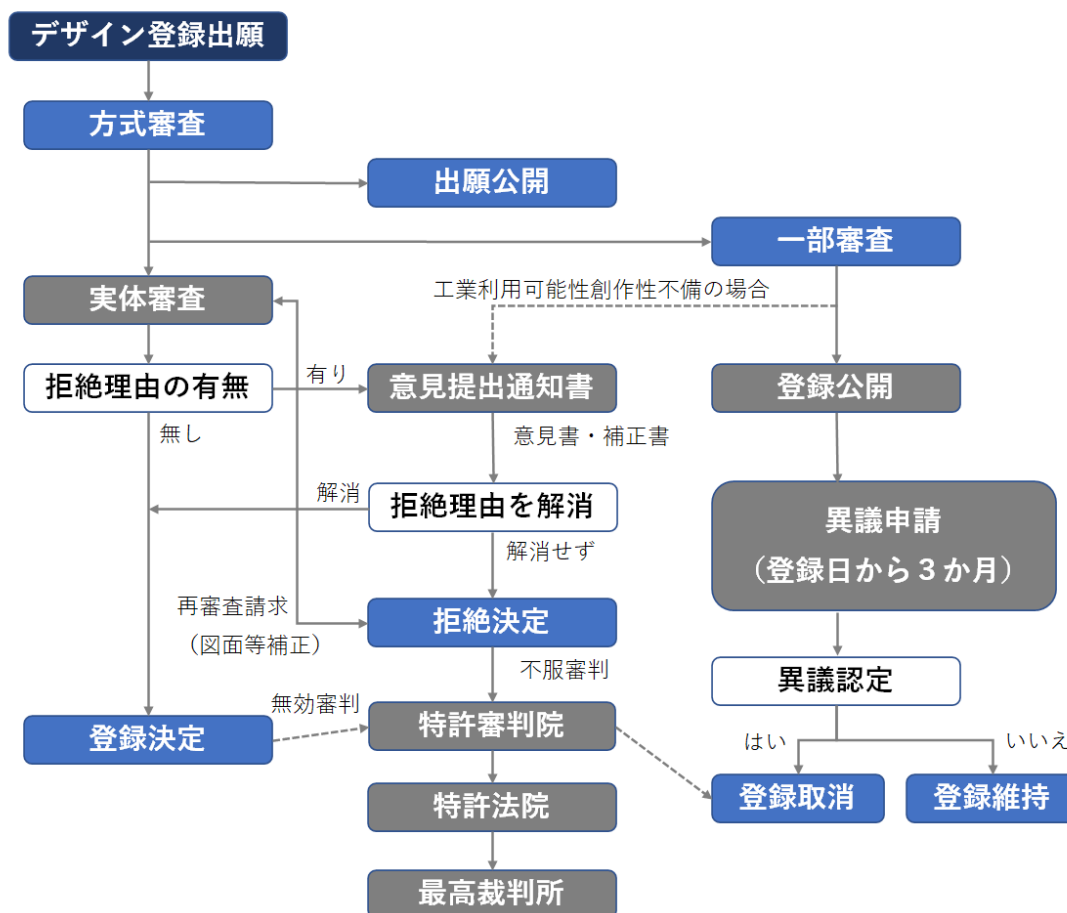 デザイン登録出願
方式審査
出願公開
一部審査
工業利用可能性創作性不備の場合
実体審査
拒絶理由の有無
有り
意見提出通知書
登録公開
無し
意見書・補正書
解消
拒絶理由を解消
異議申請
（登録日から３か月）
解消せず
再審査請求
（図面等補正）
拒絶決定
不服審判
異議認定
無効審判
登録決定
特許審判院
はい
いいえ
登録取消
登録維持
特許法院
最高裁判所